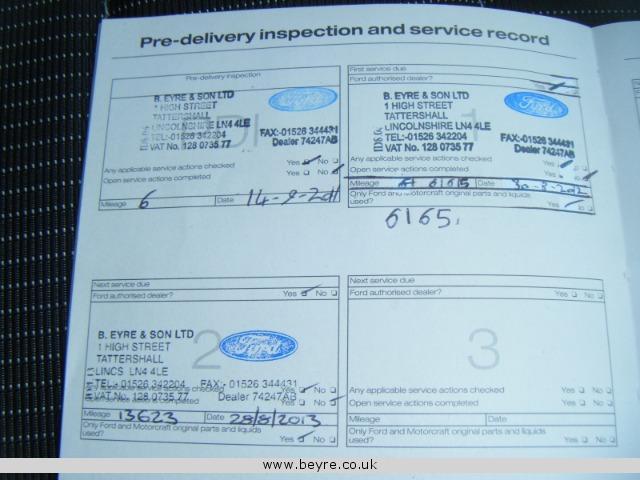 Pre-delivery inspection and service record
Pre-delivery inspection
B. EYRE & SON LTD
1 HIGH STREET
TATTERSHALL
LINCOLNSHIRE LN4 4LE
TEL:-01526 342204 FAX:-01526 344431
VAT No. 128 0735 77 Dealer 74247AB
Ford
Any applicable service actions checked Yes No
Open service actions completed Yes No
Mileage 6 Date 14-9-2011
First service due
Ford authorised dealer?
B. EYRE & SON LTD
1 HIGH STREET
TATTERSHALL
LINCOLNSHIRE LN4 4LE
TEL:-01526 342204 FAX:-01526 344431
VAT No. 128 0735 77 Dealer 74247AB
Ford
1
Any applicable service actions checked Yes
Open service actions completed Yes
Mileage Date
Only Ford and Motorcraft original parts and liquids
used? Yes
6165
Next service due
Ford authorised dealer? Yes No
2
B. EYRE & SON LTD
1 HIGH STREET
TATTERSHALL
LINCS LN4 4LE
TEL:- 01526 342204 FAX:- 01526 344431
VAT No. 128 0735 77 Dealer 74247AB
Ford
Yes No
Yes No
Mileage 13623 Date 28/8/2013
Only Ford and Motorcraft original parts and liquids
used? Yes No
Next service due
Ford authorised dealer? Yes No
3
Any applicable service actions checked Yes No
Open service actions completed Yes No
Mileage Date
Only Ford and Motorcraft original parts and liquids
used? Yes No
www.beyre.co.uk